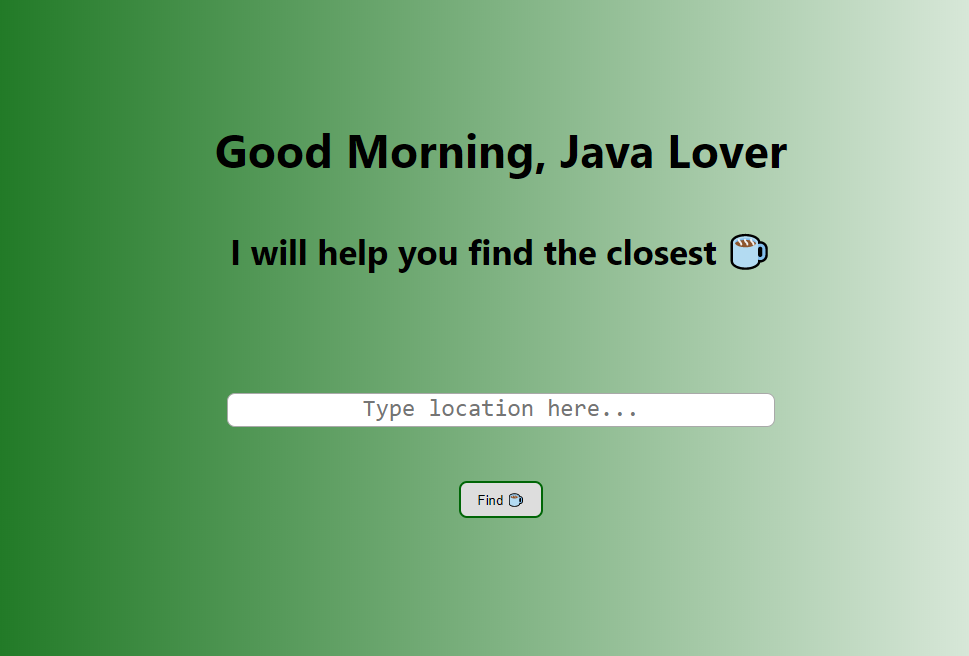 Good Morning, Java Lover
I will help you find the closest ☕
Type location here...
Find ☕